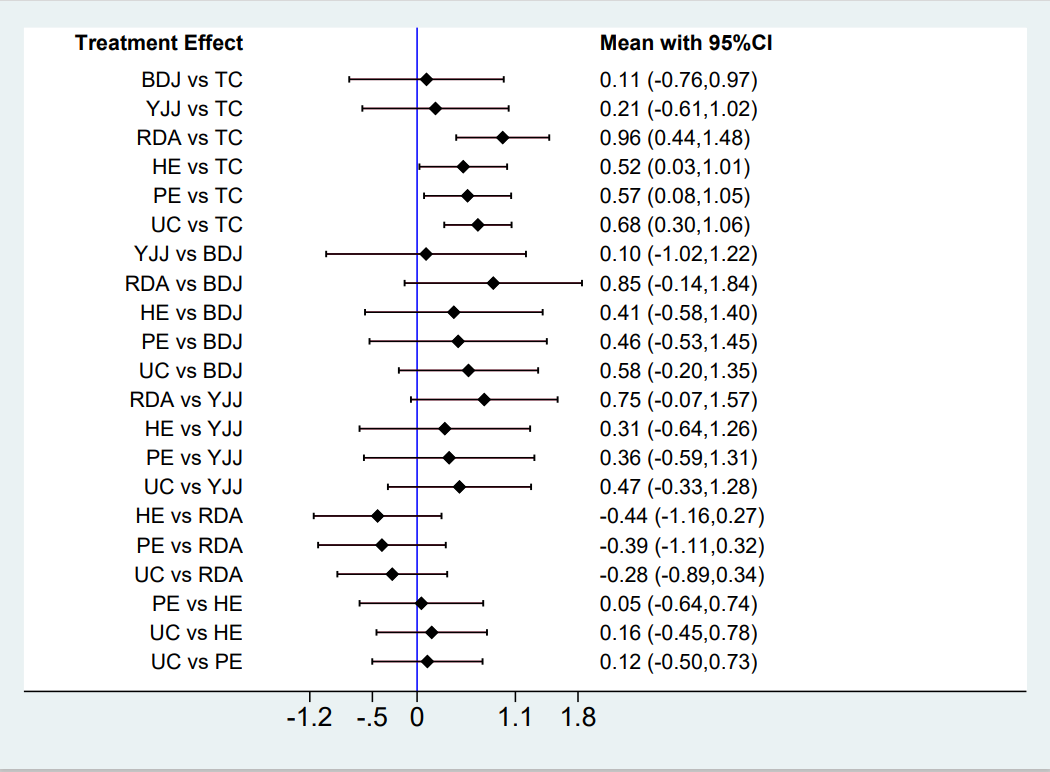 Treatment Effect Mean with 95%CI
BDJ vs TC 0.11 (-0.76,0.97)
YJJ vs TC 0.21 (-0.61,1.02)
RDA vs TC 0.96 (0.44,1.48)
HE vs TC 0.52 (0.03,1.01)
PE vs TC 0.57 (0.08,1.05)
UC vs TC 0.68 (0.30,1.06)
YJJ vs BDJ 0.10 (-1.02,1.22)
RDA vs BDJ 0.85 (-0.14,1.84)
HE vs BDJ 0.41 (-0.58,1.40)
PE vs BDJ 0.46 (-0.53,1.45)
UC vs BDJ 0.58 (-0.20,1.35)
RDA vs YJJ 0.75 (-0.07,1.57)
HE vs YJJ 0.31 (-0.64,1.26)
PE vs YJJ 0.36 (-0.59,1.31)
UC vs YJJ 0.47 (-0.33,1.28)
HE vs RDA -0.44 (-1.16,0.27)
PE vs RDA -0.39 (-1.11,0.32)
UC vs RDA -0.28 (-0.89,0.34)
PE vs HE 0.05 (-0.64,0.74)
UC vs HE 0.16 (-0.45,0.78)
UC vs PE 0.12 (-0.50,0.73)
-1.2 -.5 0 1.1 1.8